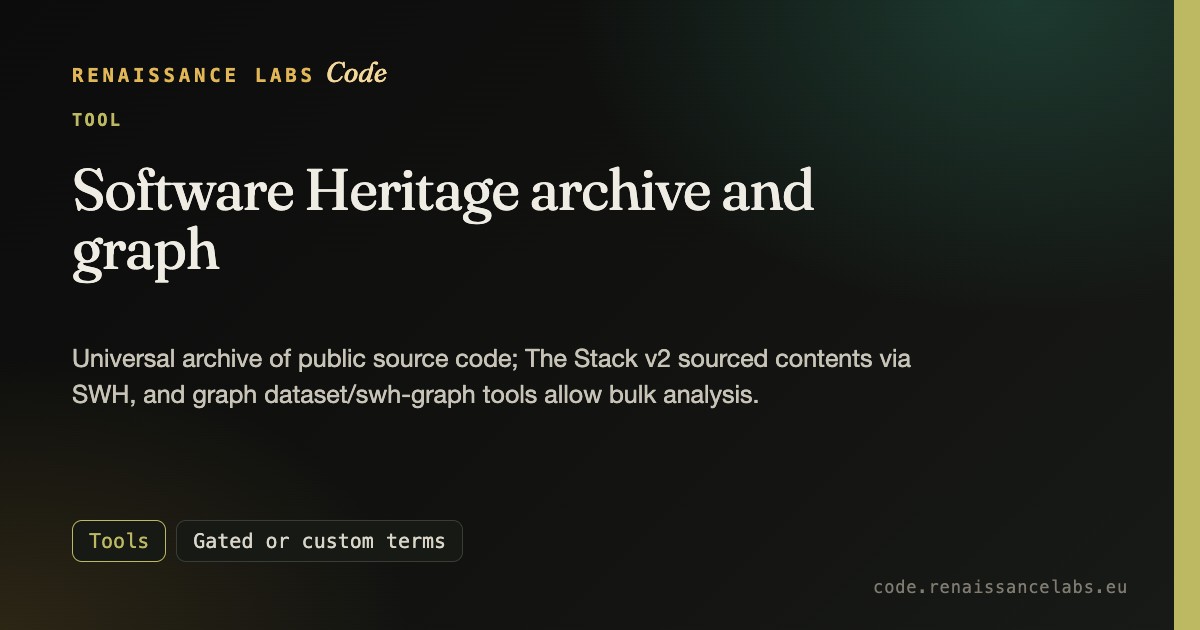 RENAISSANCE LABS Code
TOOL
Software Heritage archive and
graph
Universal archive of public source code; The Stack v2 sourced contents via
SWH, and graph dataset/swh-graph tools allow bulk analysis.
Tools
Gated or custom terms
code.renaissancelabs.eu